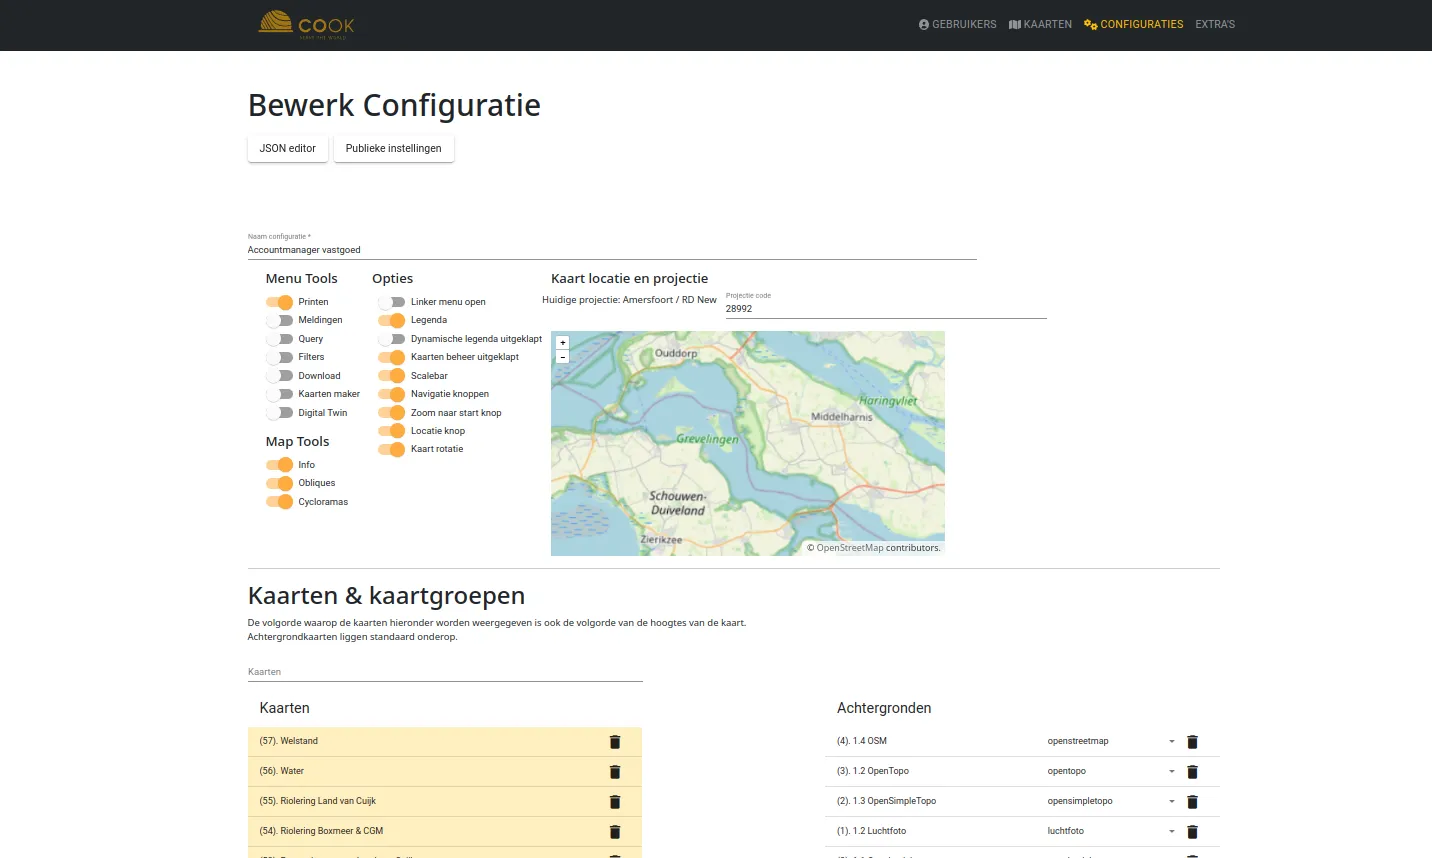 COOK
GEBRUIKERS
KAARTEN
CONFIGURATIES
EXTRA'S
Bewerk Configuratie
JSON editor
Publieke instellingen
Naam configuratie *
Accountmanager vastgoed
Menu Tools
Printen
Meldingen
Query
Filters
Download
Kaarten maker
Digital Twin
Map Tools
Info
Obliques
Cycloramas
Opties
Linker menu open
Legenda
Dynamische legenda uitgeklapt
Kaarten beheer uitgeklapt
Scalebar
Navigatie knoppen
Zoom naar start knop
Locatie knop
Kaart rotatie
Kaart locatie en projectie
Huidige projectie: Amersfoort / RD New
Projectie code
28992
+
-
Ouddorp
Haringvliet
Middelharnis
Grevelingen
Schouwen-
Duiveland
Zierikzee
© OpenStreetMap contributors.
Kaarten & kaartgroepen
De volgorde waarop de kaarten hieronder worden weergegeven is ook de volgorde van de hoogtes van de kaart.
Achtergrondkaarten liggen standaard onderop.
Kaarten
Kaarten
(57). Welstand
(56). Water
(55). Riolering Land van Cuijk
(54). Riolering Boxmeer & CGM
Achtergronden
(4). 1.4 OSM openstreetmap
(3). 1.2 OpenTopo opentopo
(2). 1.3 OpenSimpleTopo opensimpletopo
(1). 1.2 Luchtfoto luchtfoto